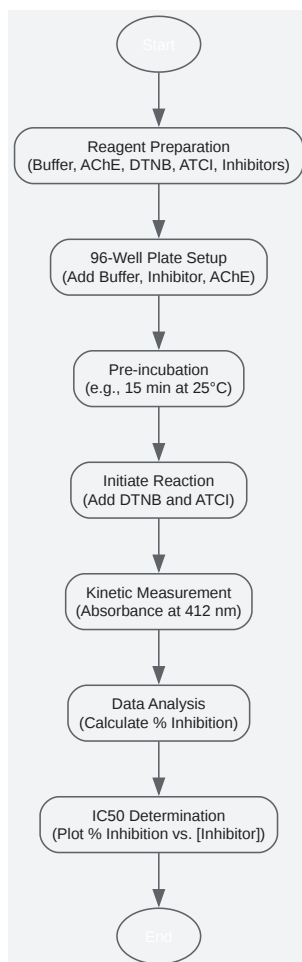 Start
Reagent Preparation
(Buffer, AChE, DTNB, ATCI, Inhibitors)
96-Well Plate Setup
(Add Buffer, Inhibitor, AChE)
Pre-incubation
(e.g., 15 min at 25°C)
Initiate Reaction
(Add DTNB and ATCI)
Kinetic Measurement
(Absorbance at 412 nm)
Data Analysis
(Calculate % Inhibition)
IC50 Determination
(Plot % Inhibition vs. [Inhibitor])
End